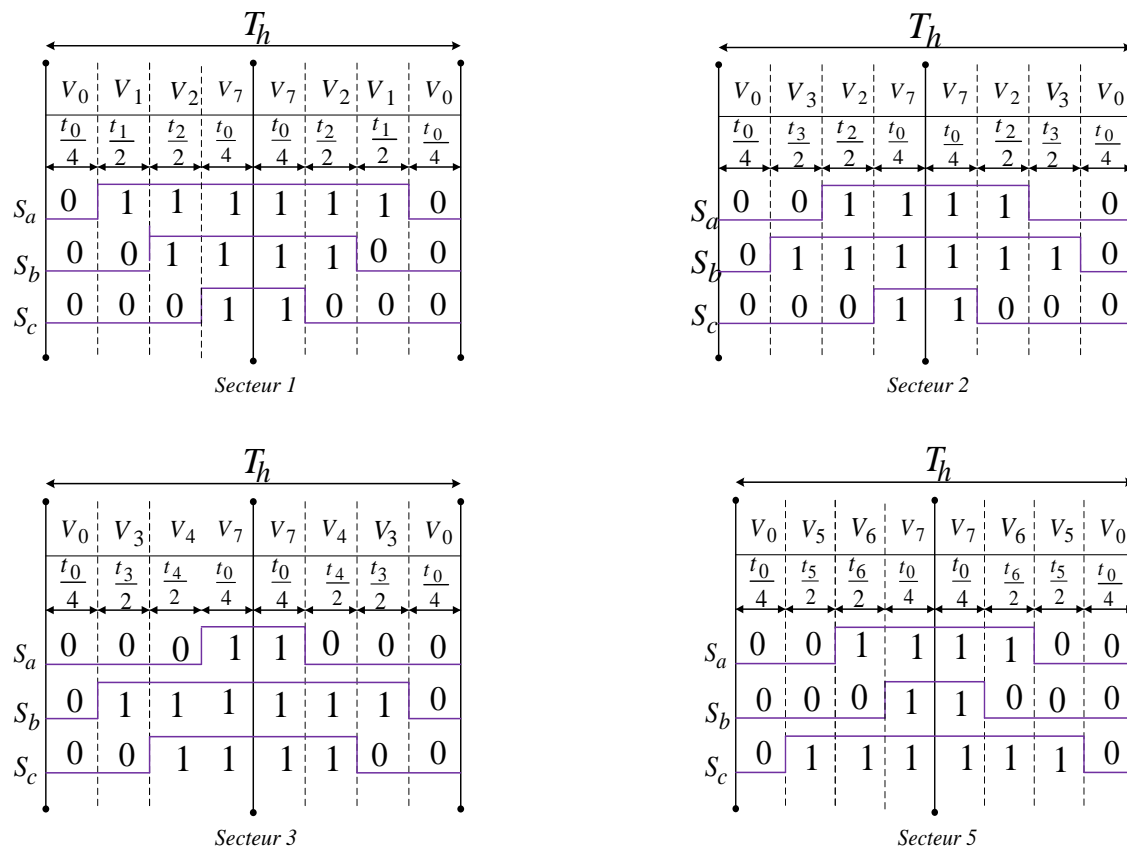 T_h
V_0 V_1 V_2 V_7 V_7 V_2 V_1 V_0
t_0/4 t_1/2 t_2/2 t_0/4 t_0/4 t_2/2 t_1/2 t_0/4
S_a 0 1 1 1 1 1 1 0
S_b 0 0 1 1 1 1 0 0
S_c 0 0 0 1 1 0 0 0
Secteur 1
T_h
V_0 V_3 V_2 V_7 V_7 V_2 V_3 V_0
t_0/4 t_3/2 t_2/2 t_0/4 t_0/4 t_2/2 t_3/2 t_0/4
S_a 0 0 1 1 1 1 0
S_b 0 1 1 1 1 1 1 0
S_c 0 0 0 1 1 0 0 0
Secteur 2
T_h
V_0 V_3 V_4 V_7 V_7 V_4 V_3 V_0
t_0/4 t_3/2 t_4/2 t_0/4 t_0/4 t_4/2 t_3/2 t_0/4
S_a 0 0 0 1 1 0 0 0
S_b 0 1 1 1 1 1 1 0
S_c 0 0 1 1 1 1 0 0
Secteur 3
T_h
V_0 V_5 V_6 V_7 V_7 V_6 V_5 V_0
t_0/4 t_5/2 t_6/2 t_0/4 t_0/4 t_6/2 t_5/2 t_0/4
S_a 0 0 1 1 1 1 0 0
S_b 0 0 0 1 1 0 0 0
S_c 0 1 1 1 1 1 1 0
Secteur 5